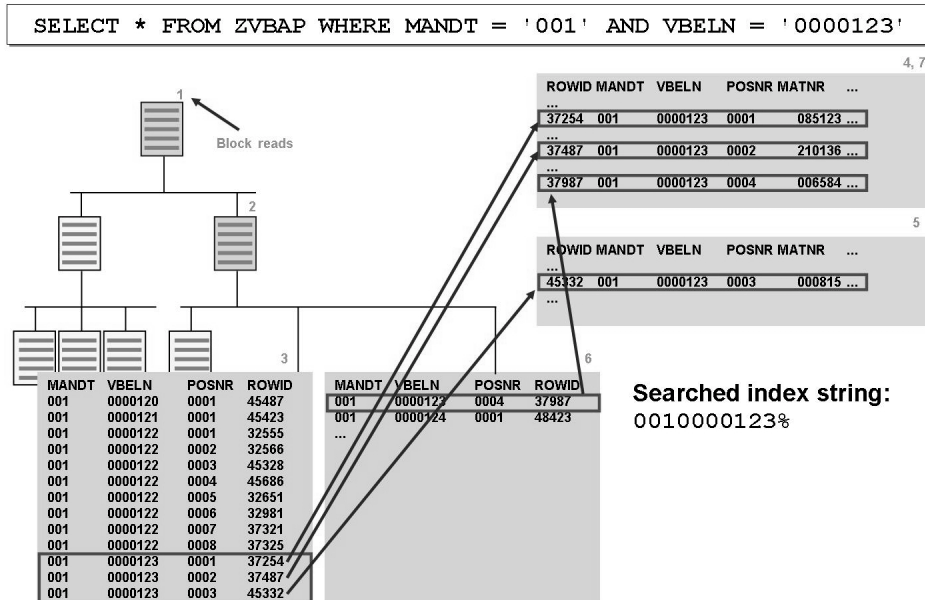 SELECT * FROM ZVBAP WHERE MANDT = '001' AND VBELN = '0000123'
1
Block reads
2
4, 7
ROWID MANDT VBELN POSNR MATNR ...
...
37254 001 0000123 0001 085123 ...
...
37487 001 0000123 0002 210136 ...
...
37987 001 0000123 0004 006584 ...
5
ROWID MANDT VBELN POSNR MATNR ...
...
45332 001 0000123 0003 000815 ...
...
3
MANDT VBELN POSNR ROWID
001 0000120 0001 45487
001 0000121 0001 45423
001 0000122 0001 32555
001 0000122 0002 32566
001 0000122 0003 45328
001 0000122 0004 45686
001 0000122 0005 32651
001 0000122 0006 32981
001 0000122 0007 37321
001 0000122 0008 37325
001 0000123 0001 37254
001 0000123 0002 37487
001 0000123 0003 45332
6
MANDT VBELN POSNR ROWID
001 0000123 0004 37987
001 0000124 0001 48423
...
Searched index string:
0010000123%